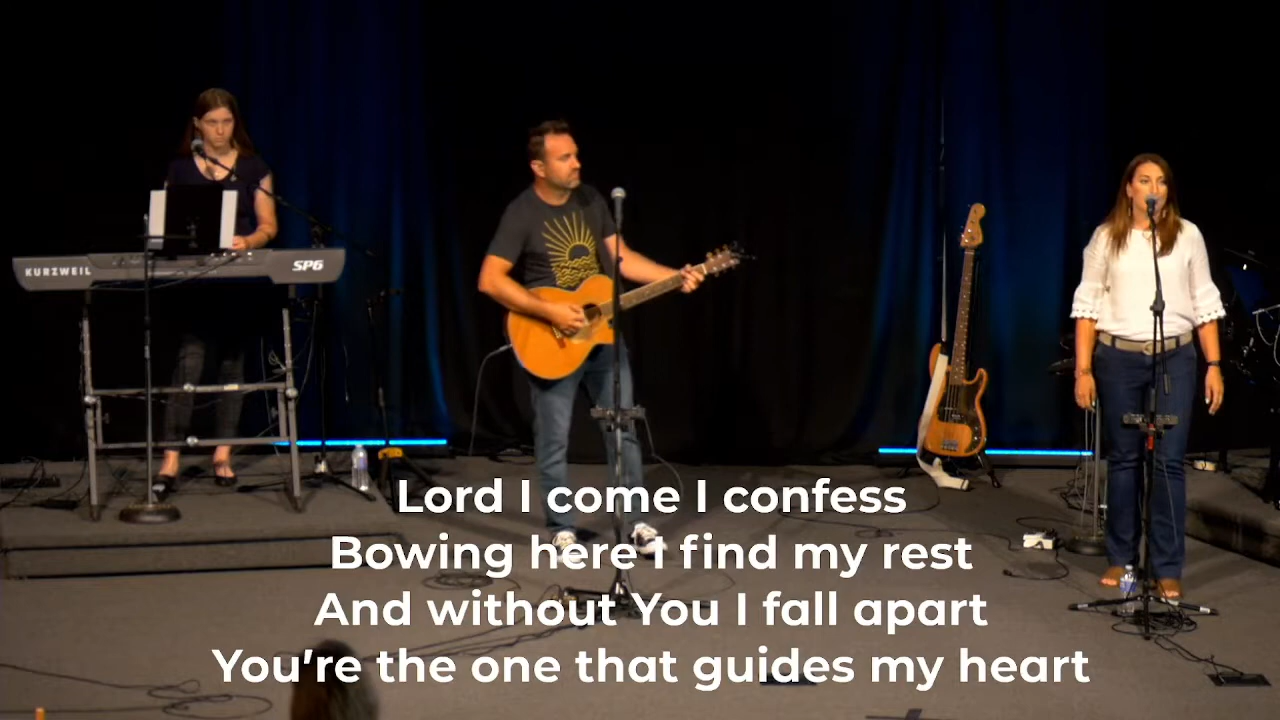 KURZWEIL
SP6
Lord I come I confess
Bowing here I find my rest
And without You I fall apart
You're the one that guides my heart